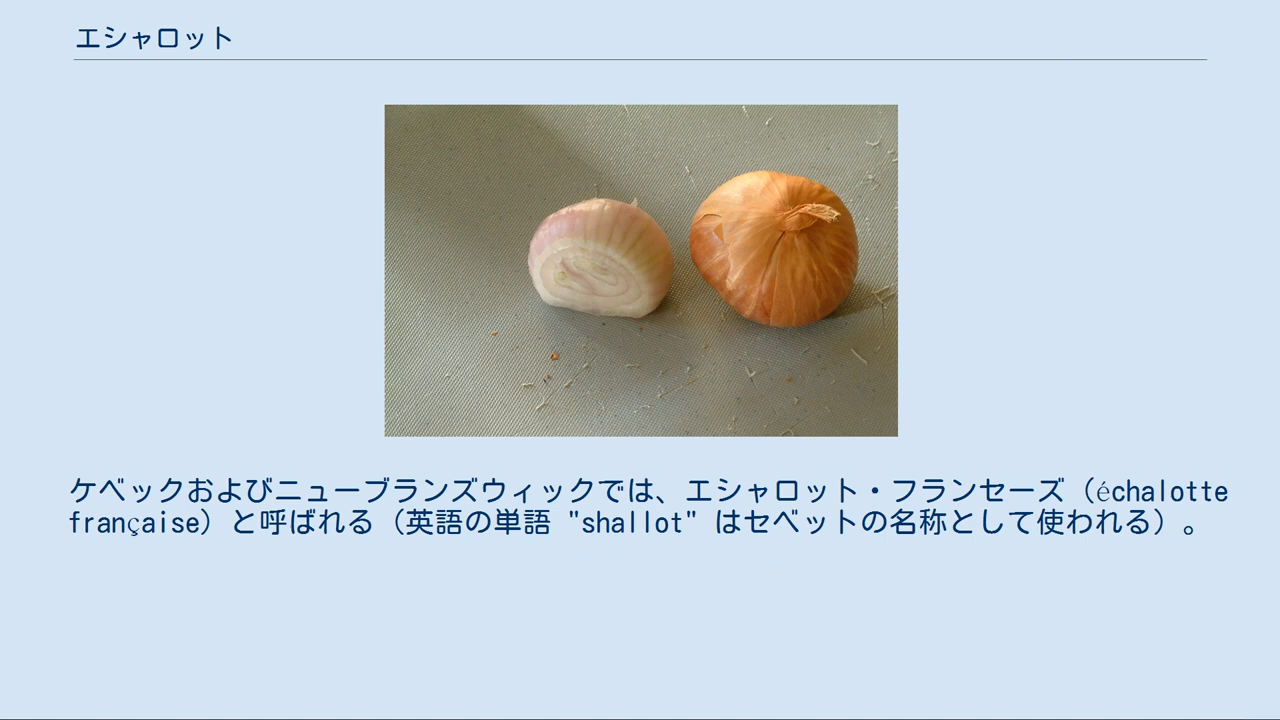 エシャロット
ケベックおよびニューブランズウィックでは、エシャロット・フランセーズ（échalotte
française）と呼ばれる（英語の単語 "shallot" はセベットの名称として使われる）。